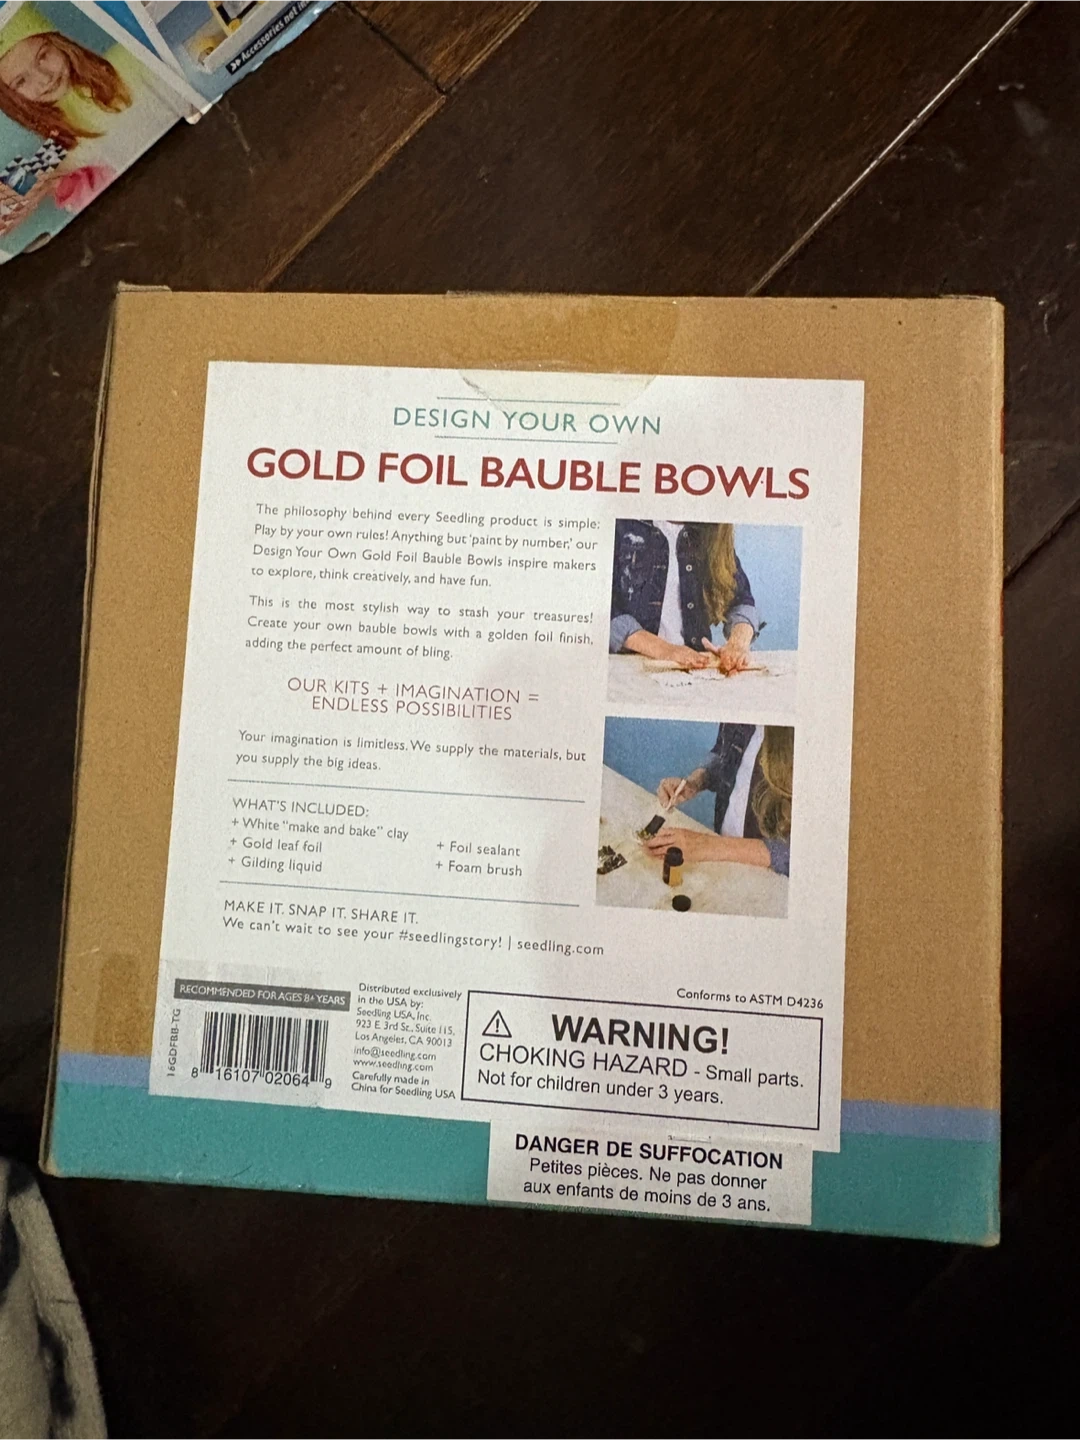 >> Accessories not in
DESIGN YOUR OWN
GOLD FOIL BAUBLE BOWLS
The philosophy behind every Seedling product is simple:
Play by your own rules! Anything but 'paint by number,' our
Design Your Own Gold Foil Bauble Bowls inspire makers
to explore, think creatively, and have fun.
This is the most stylish way to stash your treasures!
Create your own bauble bowls with a golden foil finish,
adding the perfect amount of bling.
OUR KITS + IMAGINATION =
ENDLESS POSSIBILITIES
Your imagination is limitless. We supply the materials, but
you supply the big ideas.
WHAT'S INCLUDED:
+ White "make and bake" clay
+ Gold leaf foil
+ Gilding liquid
+ Foil sealant
+ Foam brush
MAKE IT. SNAP IT. SHARE IT.
We can't wait to see your #seedlingstory! | seedling.com
RECOMMENDED FOR AGES 8+ YEARS
16GDFBB-TG
8 16107 02064 9
Distributed exclusively
in the USA by:
Seedling USA, Inc.
923 E. 3rd St., Suite 115,
Los Angeles, CA 90013
info@seedling.com
www.seedling.com
Carefully made in
China for Seedling USA
Conforms to ASTM D4236
WARNING!
CHOKING HAZARD - Small parts.
Not for children under 3 years.
DANGER DE SUFFOCATION
Petites pièces. Ne pas donner
aux enfants de moins de 3 ans.